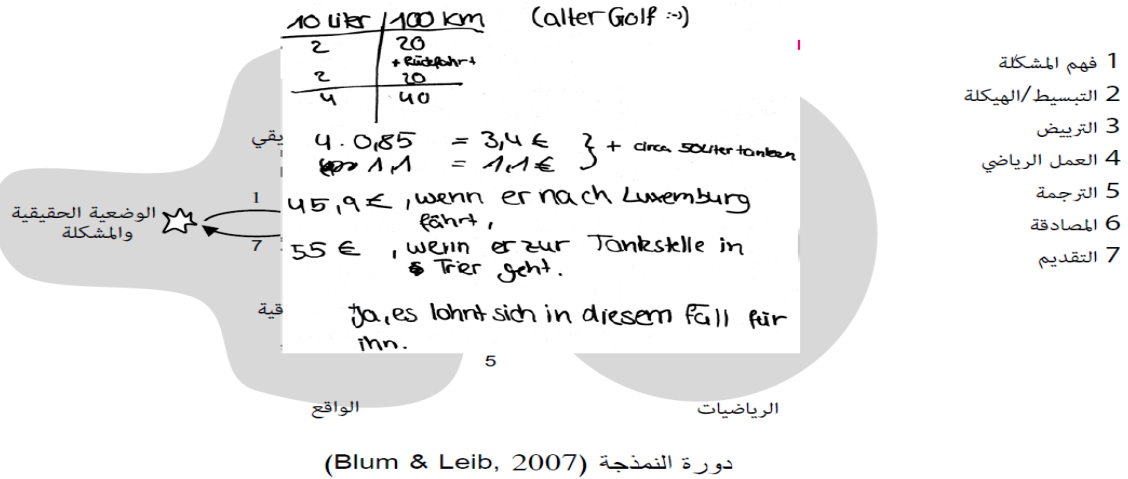 10 Liter | 100 km (alter Golf :-))
2 | 20
+ Rückfahrt
2 | 20
4 | 40
4 . 0,85 = 3,4 € } + circa 50 Liter tanken
1,1 = 1,1 €
45,9 €, wenn er nach Luxemburg
fährt,
55 €, wenn er zur Tankstelle in
Trier geht.
Ja, es lohnt sich in diesem Fall für
ihn.
1 فهم المشكلة
2 التبسيط/الهيكلة
3 الترييض
4 العمل الرياضي
5 الترجمة
6 المصادقة
7 التقديم
يقي
1
الوضعية الحقيقية
والمشكلة
7
قية
5
الرياضيات
الواقع
دورة النمذجة (Blum & Leib, 2007)